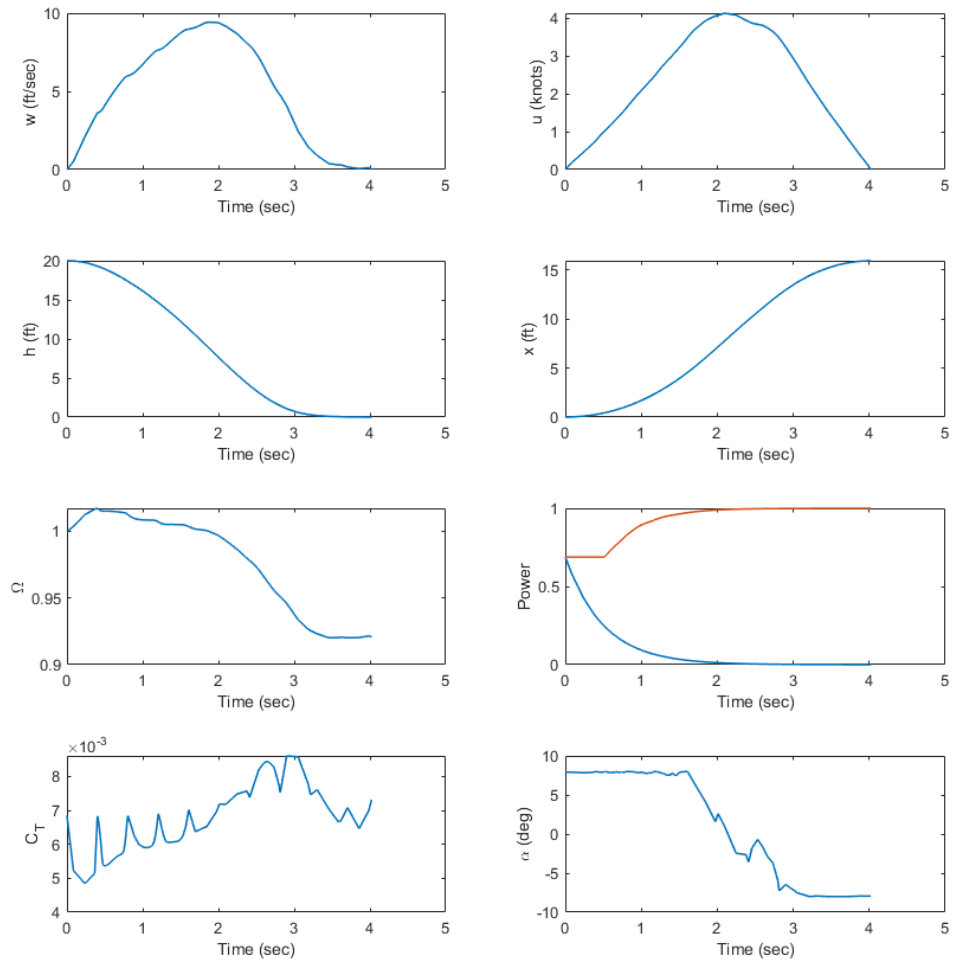 10
5
0
w (ft/sec)
0 1 2 3 4 5
Time (sec)
4
3
2
1
0
u (knots)
0 1 2 3 4 5
Time (sec)
20
15
10
5
0
h (ft)
0 1 2 3 4 5
Time (sec)
15
10
5
0
x (ft)
0 1 2 3 4 5
Time (sec)
1
0.95
0.9
Ω
0 1 2 3 4 5
Time (sec)
1
0.5
0
Power
0 1 2 3 4 5
Time (sec)
×10⁻³
8
7
6
5
4
C_T
0 1 2 3 4 5
Time (sec)
10
5
0
-5
-10
α (deg)
0 1 2 3 4 5
Time (sec)